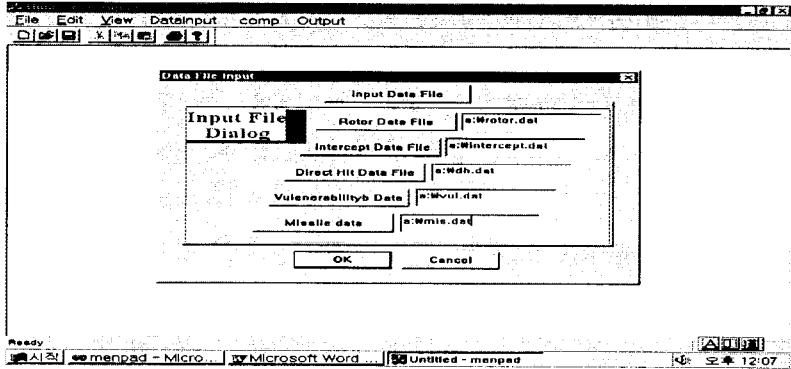 File Edit View DataInput comp Output
Data File Input
Input Data File
Input File
Dialog
Rotor Data File
a:₩rotor.dat
Intercept Data File
a:₩intercept.dat
Direct Hit Data File
a:₩dh.dat
Vulenerabilityb Data
a:₩vul.dat
Missile data
a:₩mis.dat
OK
Cancel
Ready
시작
menpad - Micro...
Microsoft Word ...
Untitled - menpad
오후 12:07